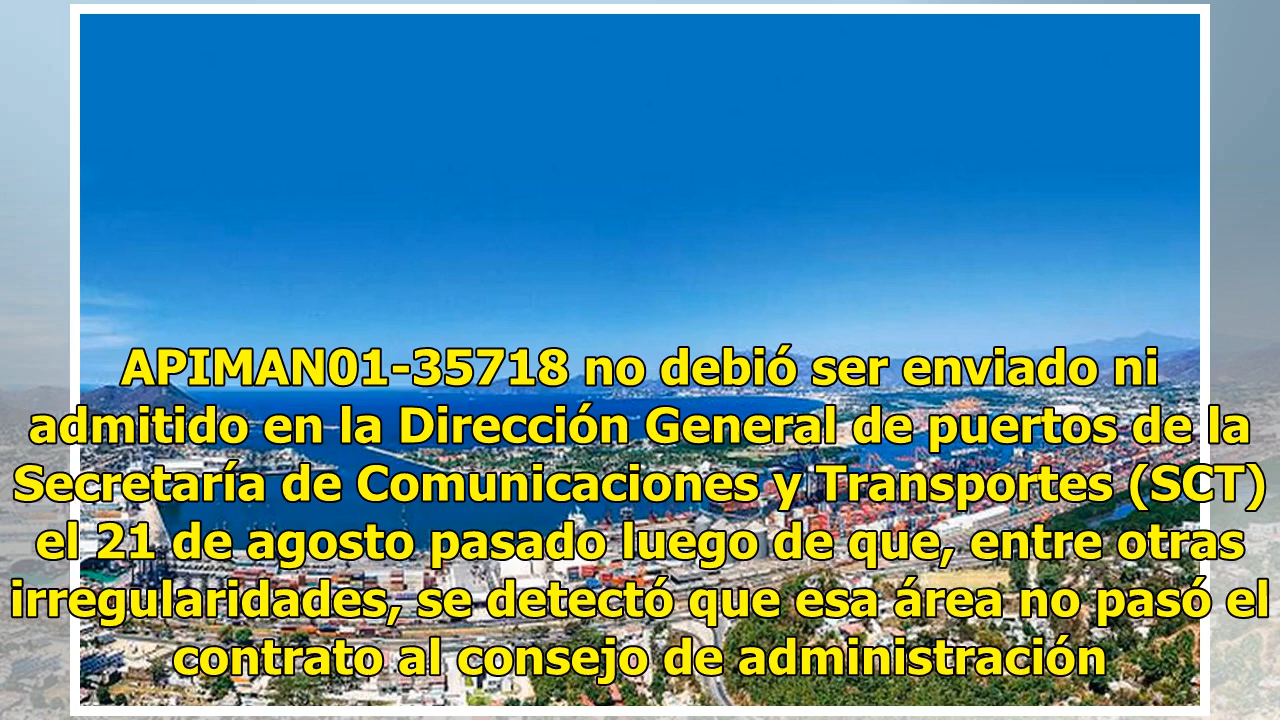 APIMAN01-35718 no debió ser enviado ni
admitido en la Dirección General de puertos de la
Secretaría de Comunicaciones y Transportes (SCT)
el 21 de agosto pasado luego de que, entre otras
irregularidades, se detectó que esa área no pasó el
contrato al consejo de administración